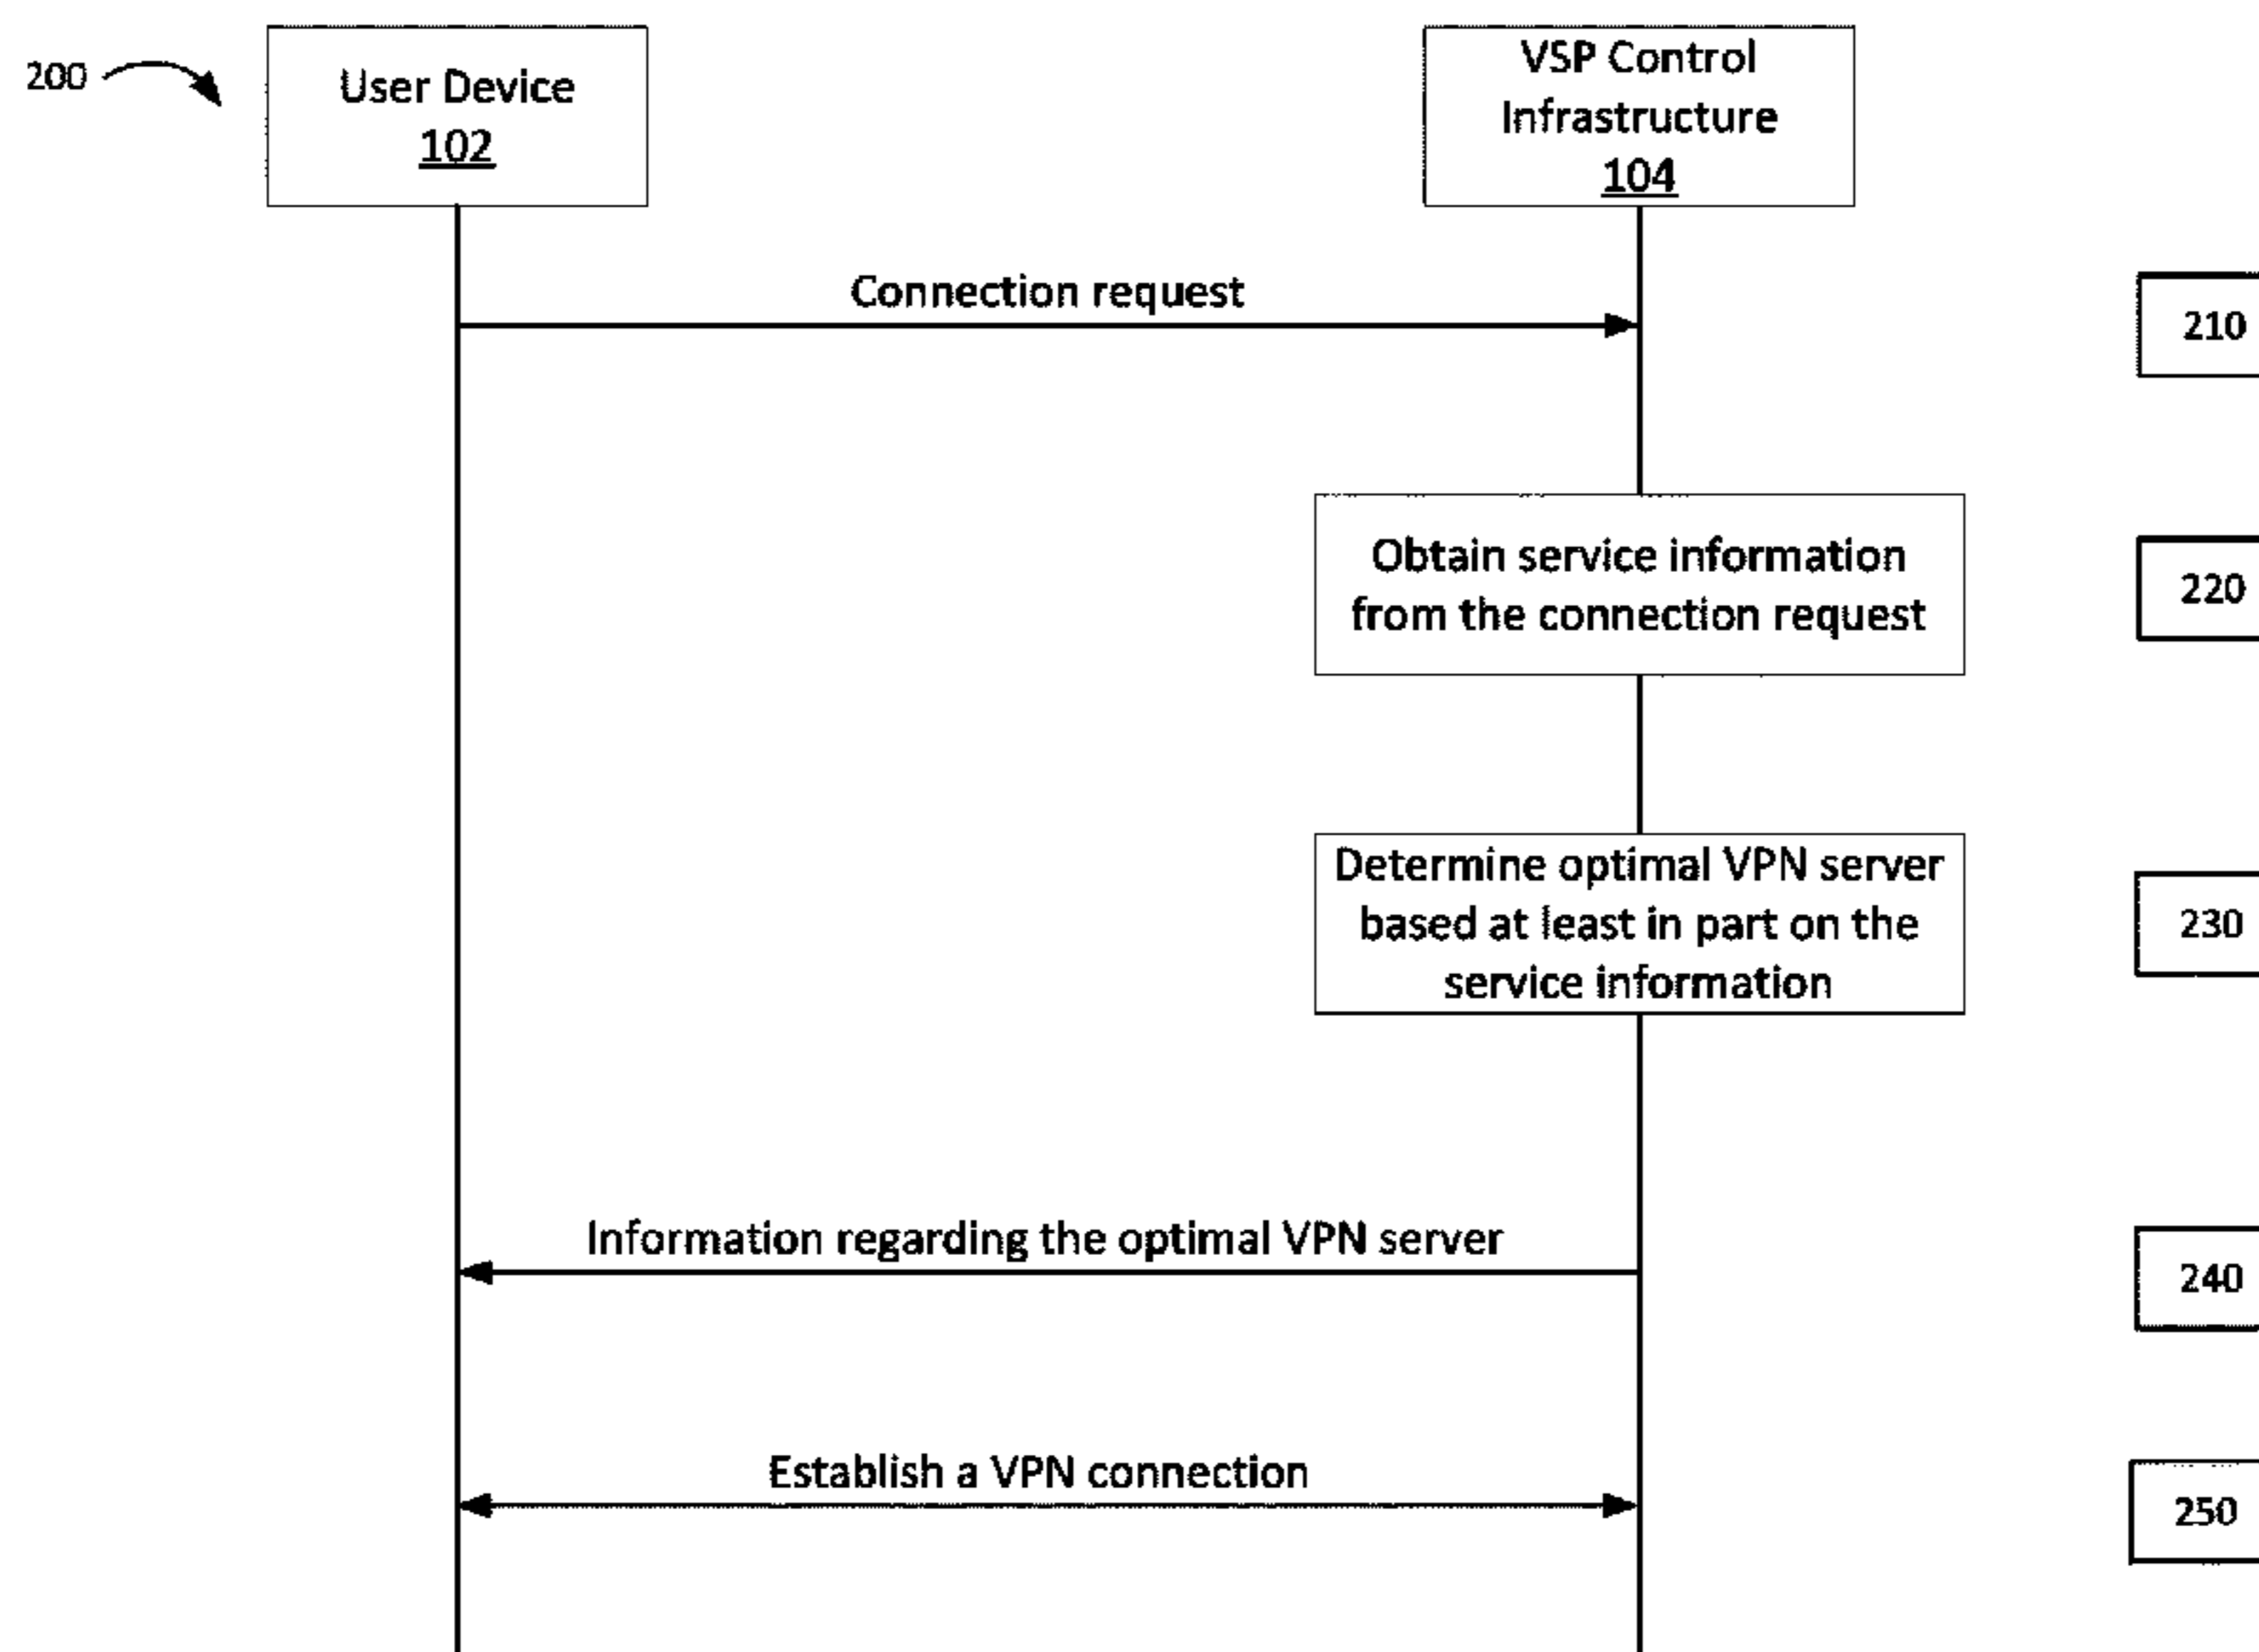 200
User Device
102
VSP Control
Infrastructure
104
Connection request
210
Obtain service information
from the connection request
220
Determine optimal VPN server
based at least in part on the
service information
230
Information regarding the optimal VPN server
240
Establish a VPN connection
250